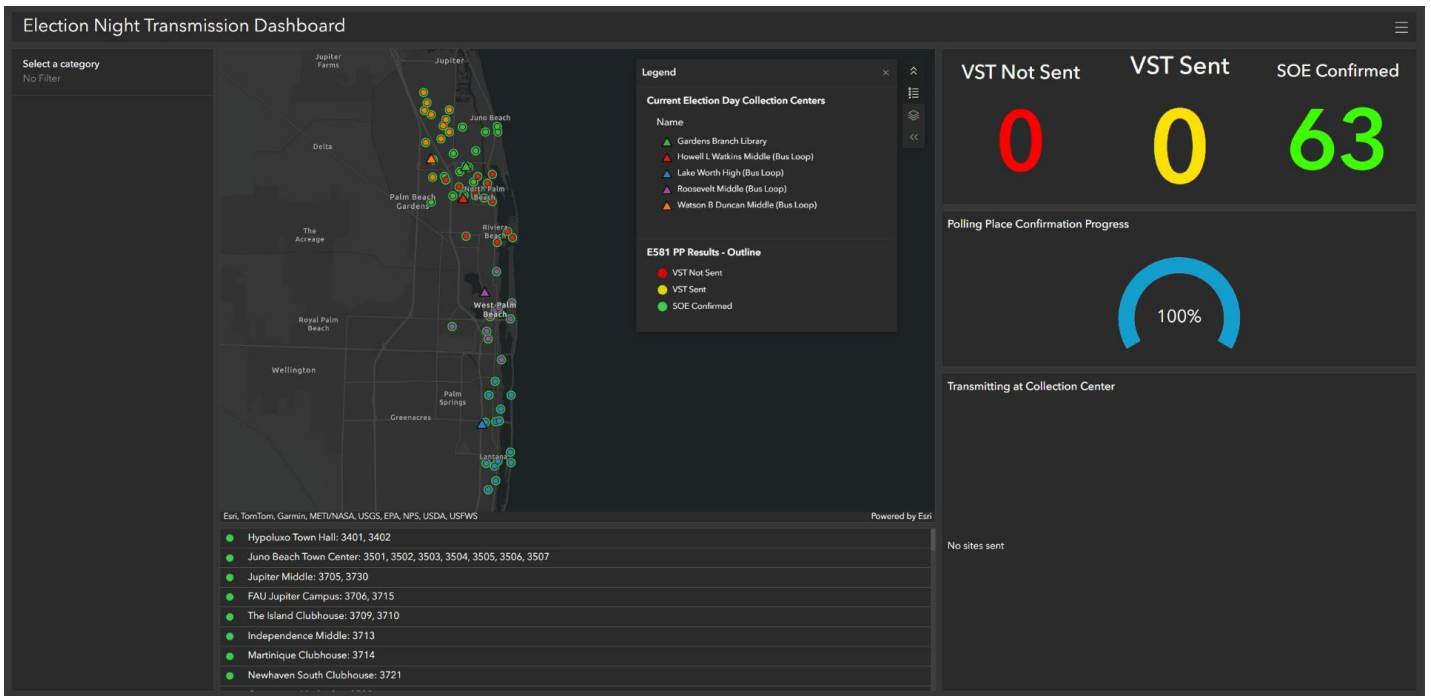 Election Night Transmission Dashboard
Select a category
No Filter
Jupiter
Farms
Jupiter
Juno Beach
Delta
North Palm
Beach
Palm Beach
Gardens
The
Acreage
Riviera
Beach
West Palm
Beach
Royal Palm
Beach
Wellington
Palm
Springs
Greenacres
Lantana
Legend
Current Election Day Collection Centers
Name
Gardens Branch Library
Howell L Watkins Middle (Bus Loop)
Lake Worth High (Bus Loop)
Roosevelt Middle (Bus Loop)
Watson B Duncan Middle (Bus Loop)
E581 PP Results - Outline
VST Not Sent
VST Sent
SOE Confirmed
Esri, TomTom, Garmin, METI/NASA, USGS, EPA, NPS, USDA, USFWS
Powered by Esri
Hypoluxo Town Hall: 3401, 3402
Juno Beach Town Center: 3501, 3502, 3503, 3504, 3505, 3506, 3507
Jupiter Middle: 3705, 3730
FAU Jupiter Campus: 3706, 3715
The Island Clubhouse: 3709, 3710
Independence Middle: 3713
Martinique Clubhouse: 3714
Newhaven South Clubhouse: 3721
VST Not Sent
0
VST Sent
0
SOE Confirmed
63
Polling Place Confirmation Progress
100%
Transmitting at Collection Center
No sites sent